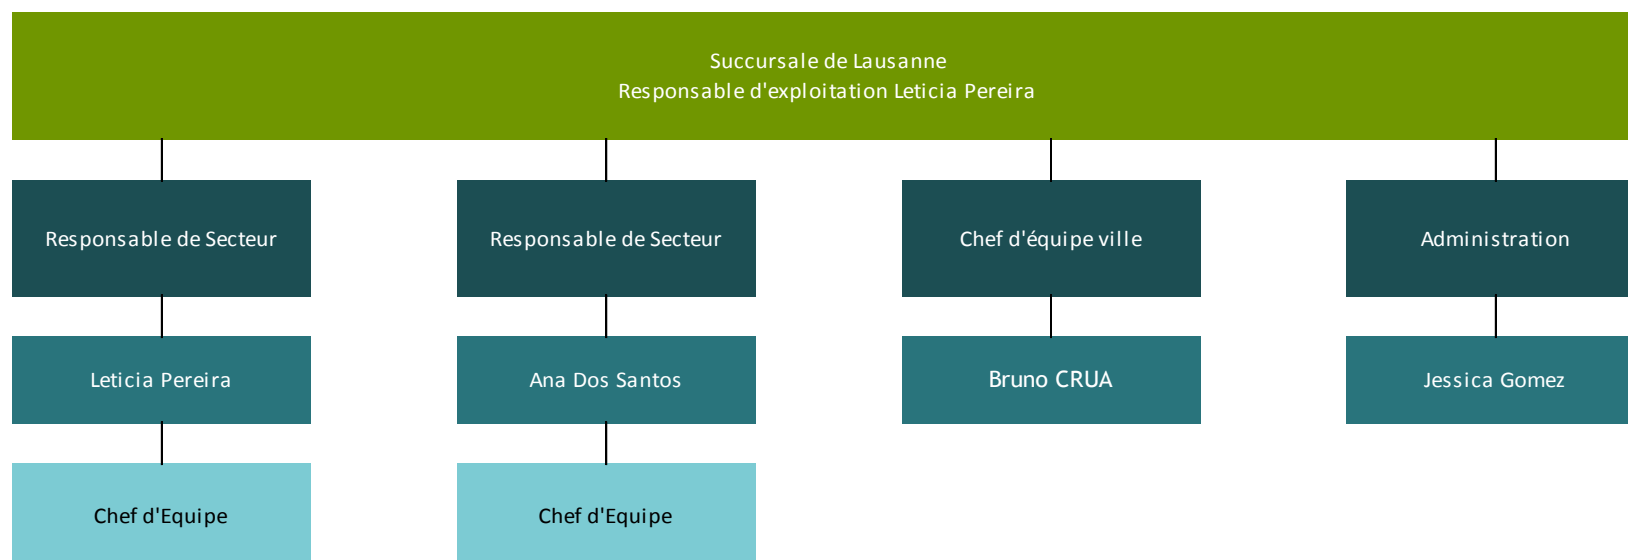 Succursale de Lausanne
Responsable d'exploitation Leticia Pereira
Responsable de Secteur
Responsable de Secteur
Chef d'équipe ville
Administration
Leticia Pereira
Ana Dos Santos
Bruno CRUA
Jessica Gomez
Chef d'Equipe
Chef d'Equipe